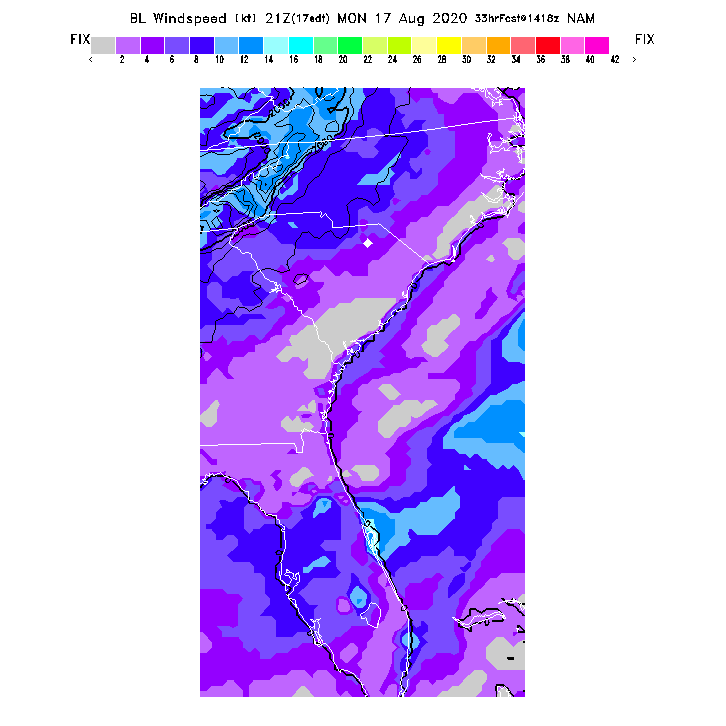 BL Windspeed [kt] 21Z(17edt) MON 17 Aug 2020 33hrFcst@1418z NAM
FIX FIX
< 2 4 6 8 10 12 14 16 18 20 22 24 26 28 30 32 34 36 38 40 42 >